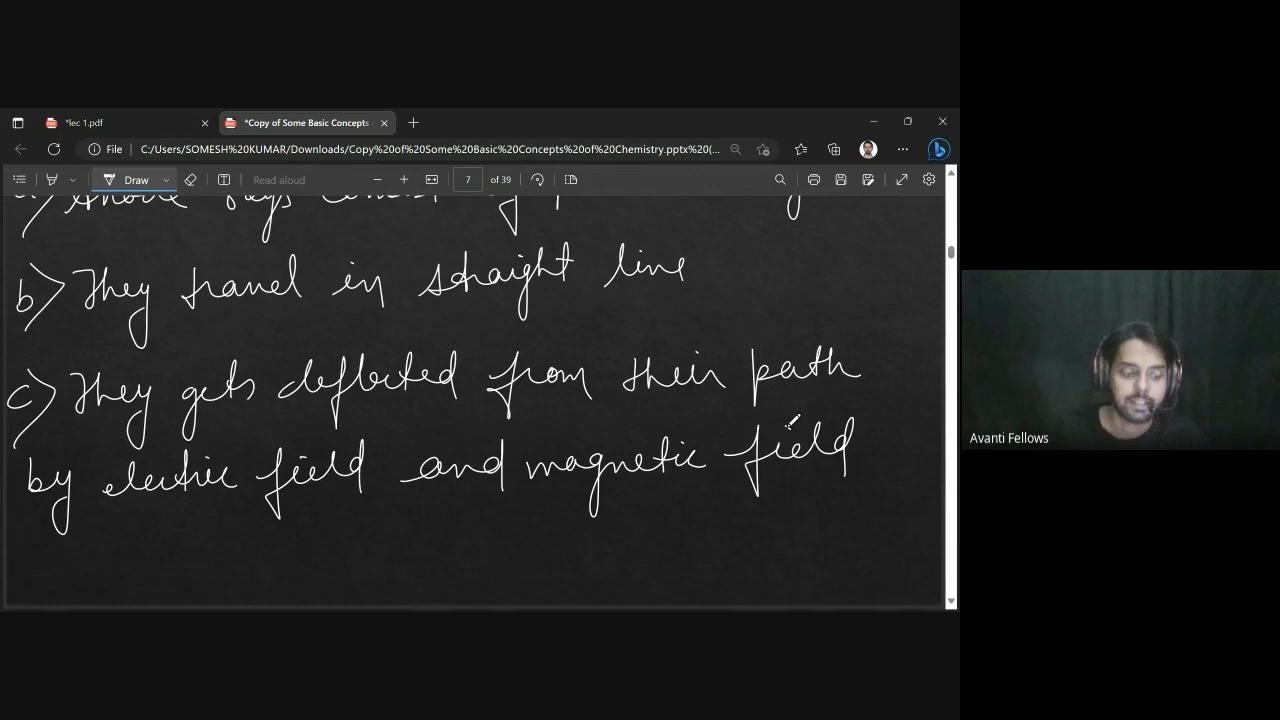 *lec 1.pdf
*Copy of Some Basic Concepts
File
C:/Users/SOMESH%20KUMAR/Downloads/Copy%20of%20Some%20Basic%20Concepts%20of%20Chemistry.pptx%20(...
Draw
Read aloud
7 of 39
b) They travel in straight line
c) They gets deflected from their path
by electric field and magnetic field
Avanti Fellows